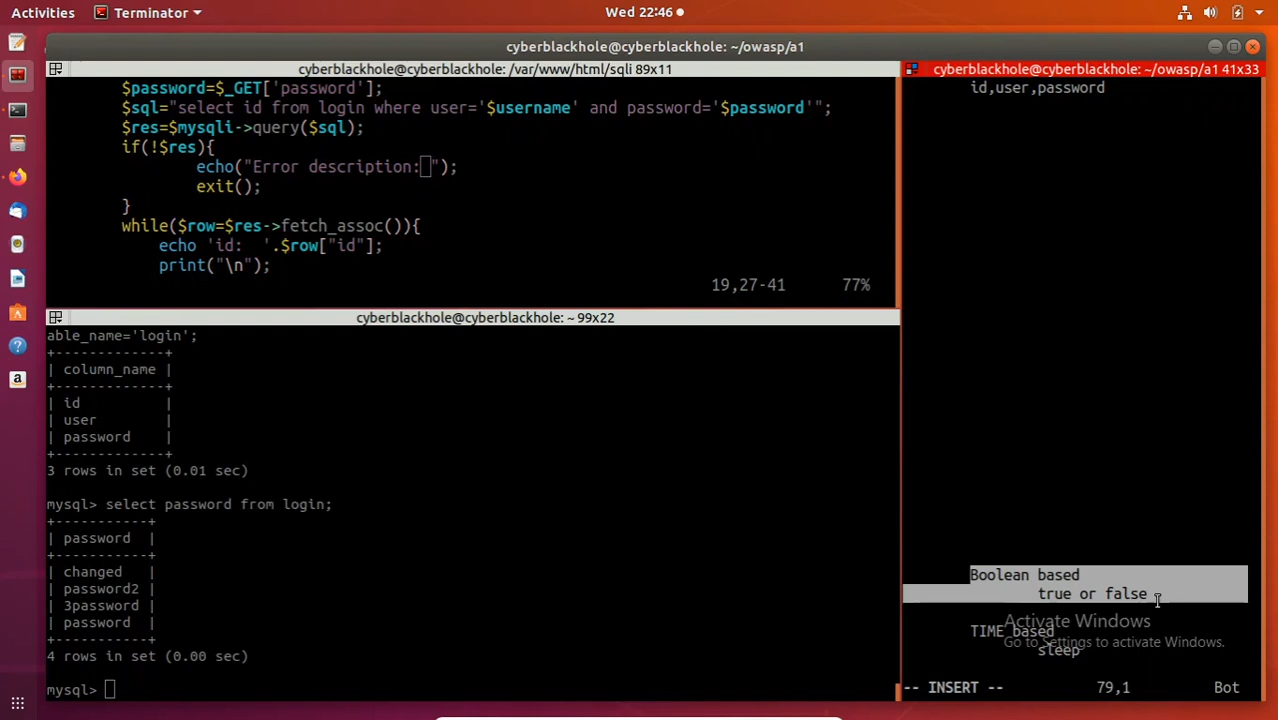 Activities
Terminator
Wed 22:46
cyberblackhole@cyberblackhole: ~/owasp/a1
cyberblackhole@cyberblackhole: /var/www/html/sqli 89x11
$password=$_GET['password'];
$sql="select id from login where user='$username' and password='$password'";
$res=$mysqli->query($sql);
if(!$res){
echo("Error description: ");
exit();
}
while($row=$res->fetch_assoc()){
echo 'id:  '.$row["id"];
print("\n");
19,27-41 77%
cyberblackhole@cyberblackhole: ~ 99x22
able_name='login';
+-------------+
| column_name |
+-------------+
| id          |
| user        |
| password    |
+-------------+
3 rows in set (0.01 sec)
mysql> select password from login;
+-----------+
| password  |
+-----------+
| changed   |
| password2 |
| 3password |
| password  |
+-----------+
4 rows in set (0.00 sec)
mysql>
cyberblackhole@cyberblackhole: ~/owasp/a1 41x33
id,user,password
Boolean based
true or false
TIME based
sleep
Activate Windows
Go to Settings to activate Windows.
-- INSERT -- 79,1 Bot